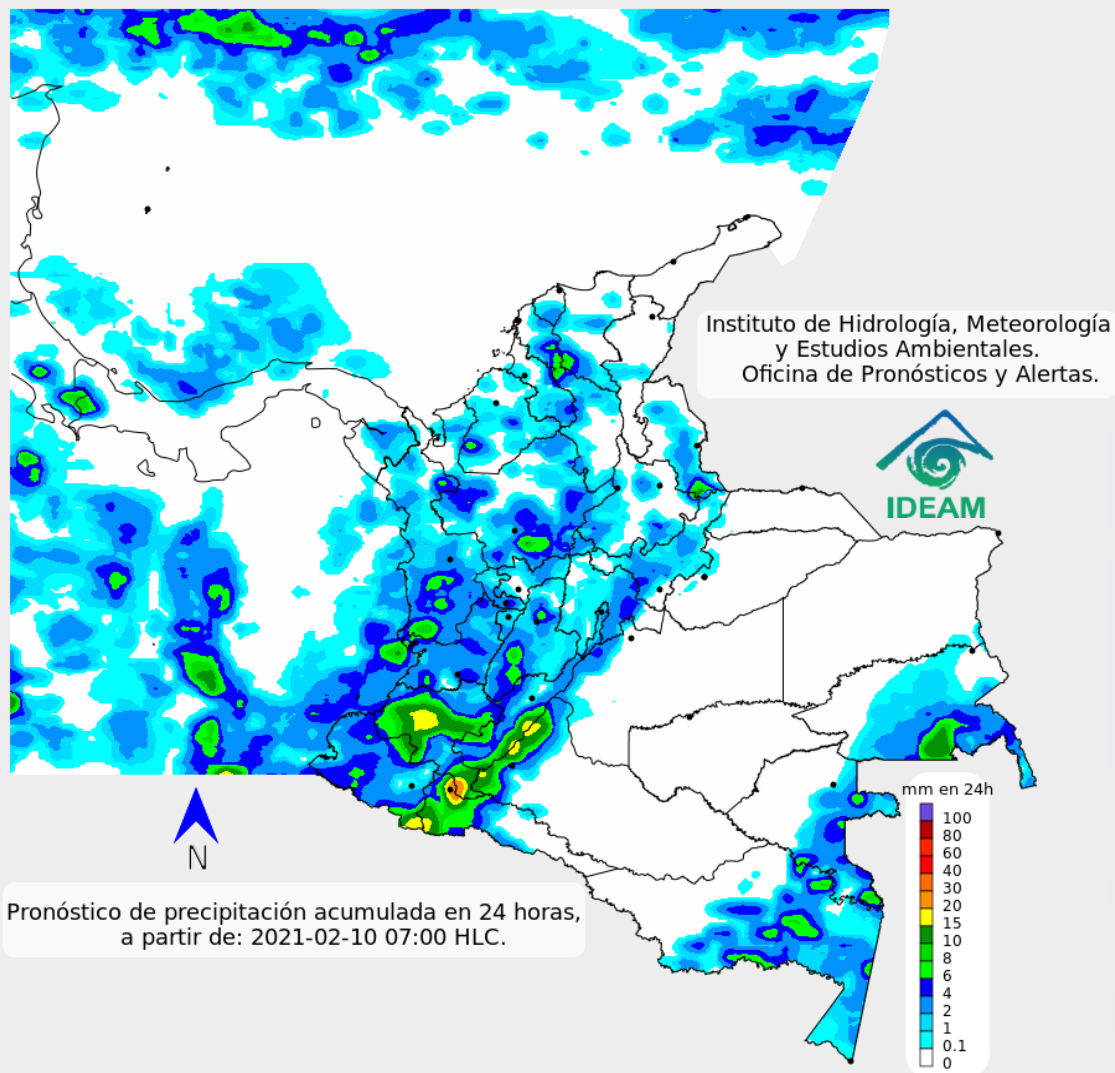 Instituto de Hidrología, Meteorología
y Estudios Ambientales.
Oficina de Pronósticos y Alertas.
IDEAM
N
mm en 24h
100
80
60
40
30
20
15
10
8
6
4
2
1
0.1
0
Pronóstico de precipitación acumulada en 24 horas,
a partir de: 2021-02-10 07:00 HLC.